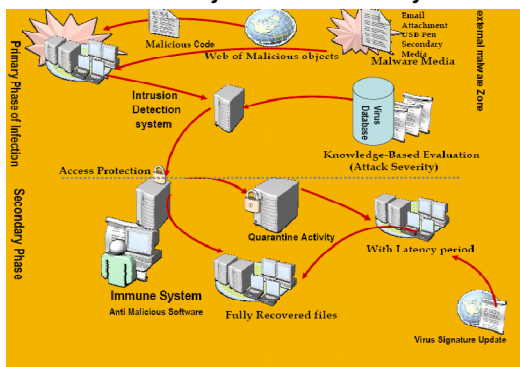 Malicious Code
Web of Malicious objects
Email
Attachment
USB Pen
Secondary
Media
Malware Media
external malware Zore
Primary Phase of Infection
Intrusion
Detection
system
Virus
Database
Knowledge-Based Evaluation
(Attack Severity)
Access Protection
Secondary Phase
Quarantine Activity
With Latency period
Immune System
Anti Malicious Software
Fully Recovered files
Virus Signature Update